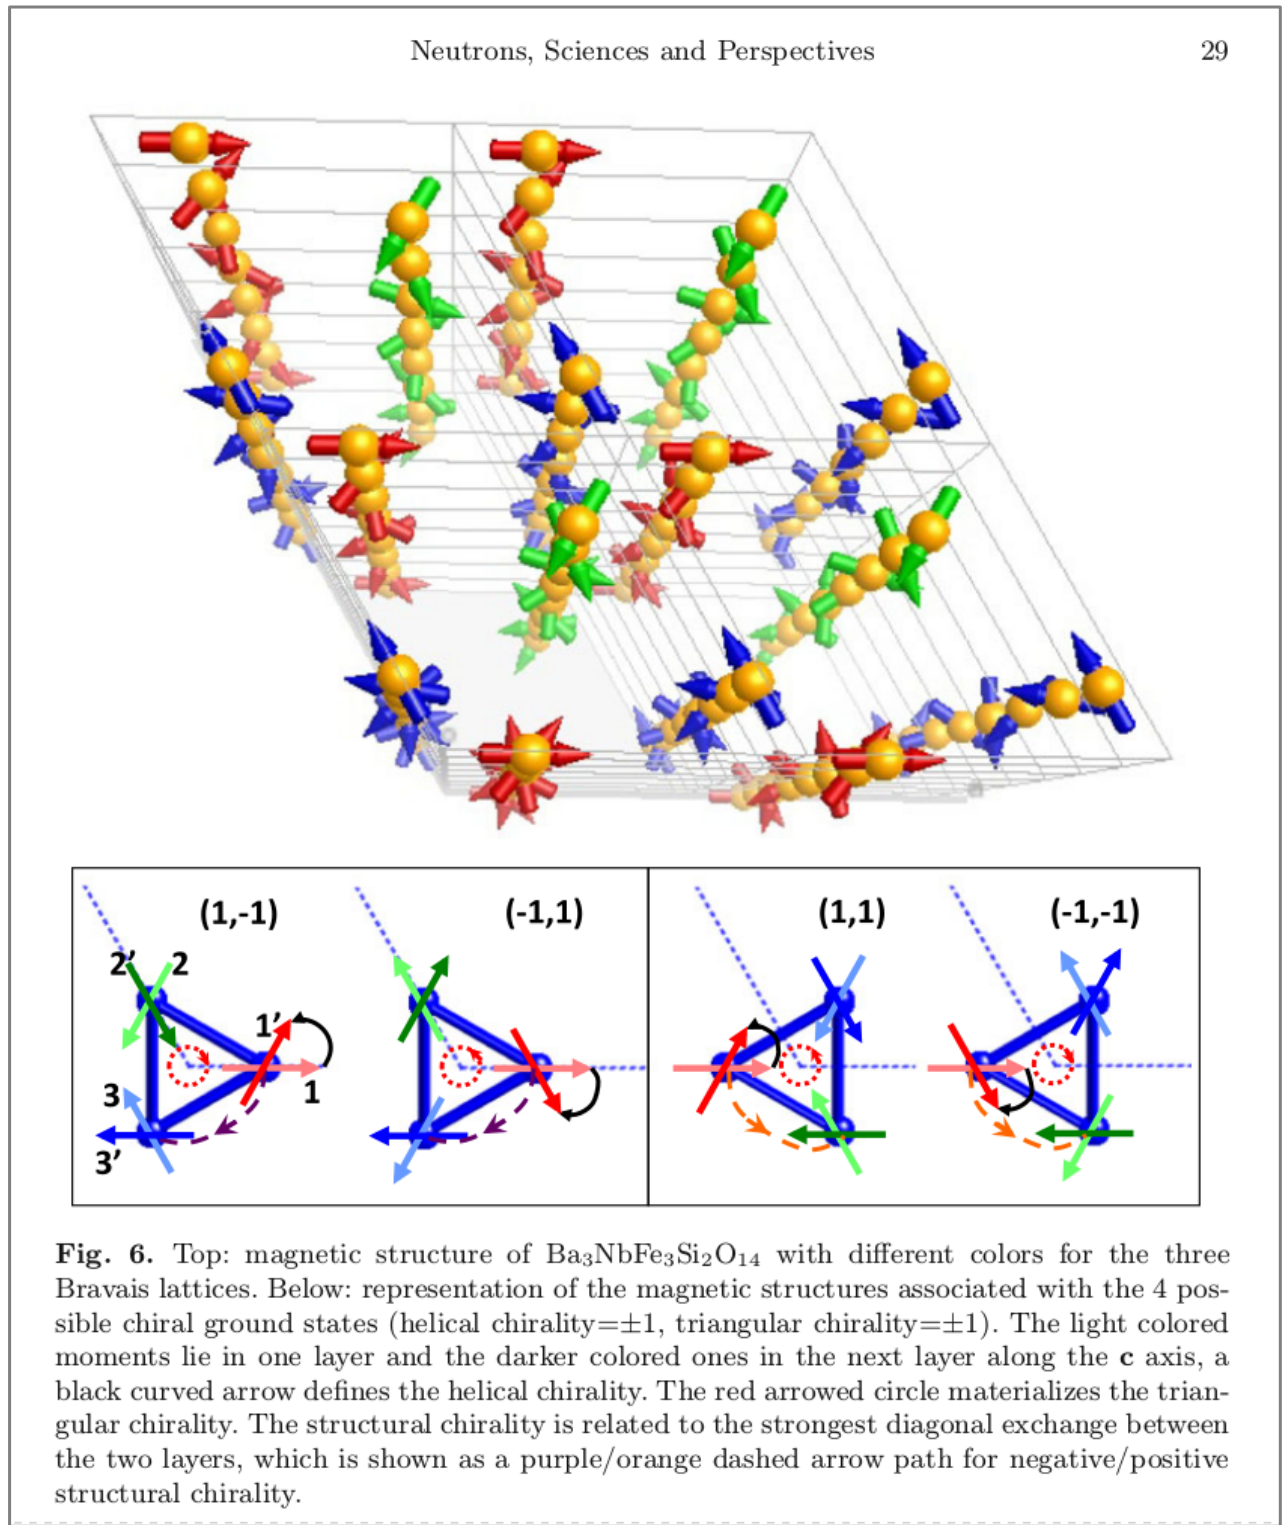 Neutrons, Sciences and Perspectives 29
(1,-1)
(-1,1)
(1,1)
(-1,-1)
2' 2
1'
1
3
3'
Fig. 6. Top: magnetic structure of Ba₃NbFe₃Si₂O₁₄ with different colors for the three
Bravais lattices. Below: representation of the magnetic structures associated with the 4 pos-
sible chiral ground states (helical chirality=±1, triangular chirality=±1). The light colored
moments lie in one layer and the darker colored ones in the next layer along the c axis, a
black curved arrow defines the helical chirality. The red arrowed circle materializes the trian-
gular chirality. The structural chirality is related to the strongest diagonal exchange between
the two layers, which is shown as a purple/orange dashed arrow path for negative/positive
structural chirality.